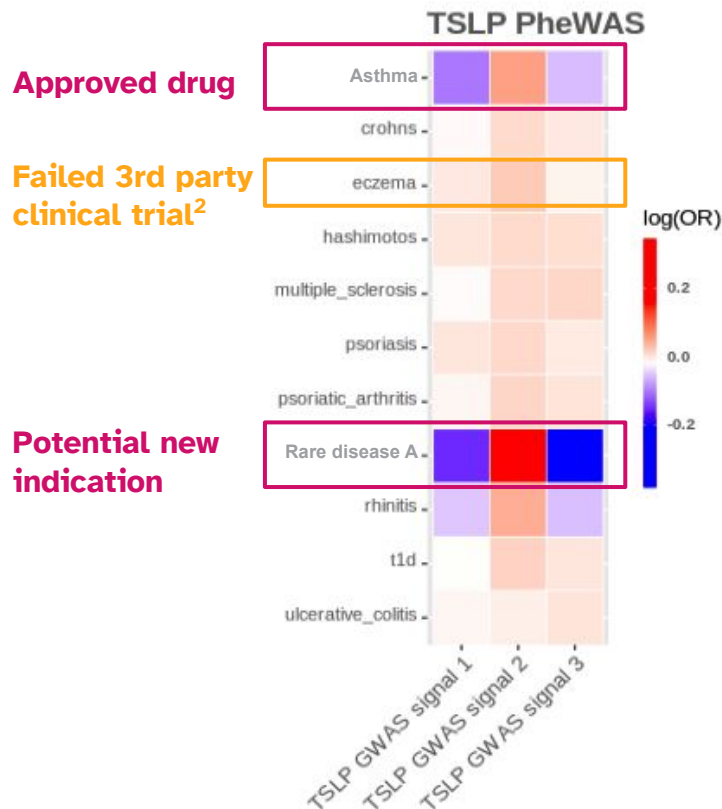 TSLP PheWAS
Approved drug
Asthma
crohns
Failed 3rd party
clinical trial²
eczema
hashimotos
multiple_sclerosis
psoriasis
psoriatic_arthritis
Potential new
indication
Rare disease A
rhinitis
t1d
ulcerative_colitis
log(OR)
0.2
0.0
-0.2
TSLP GWAS signal 1
TSLP GWAS signal 2
TSLP GWAS signal 3